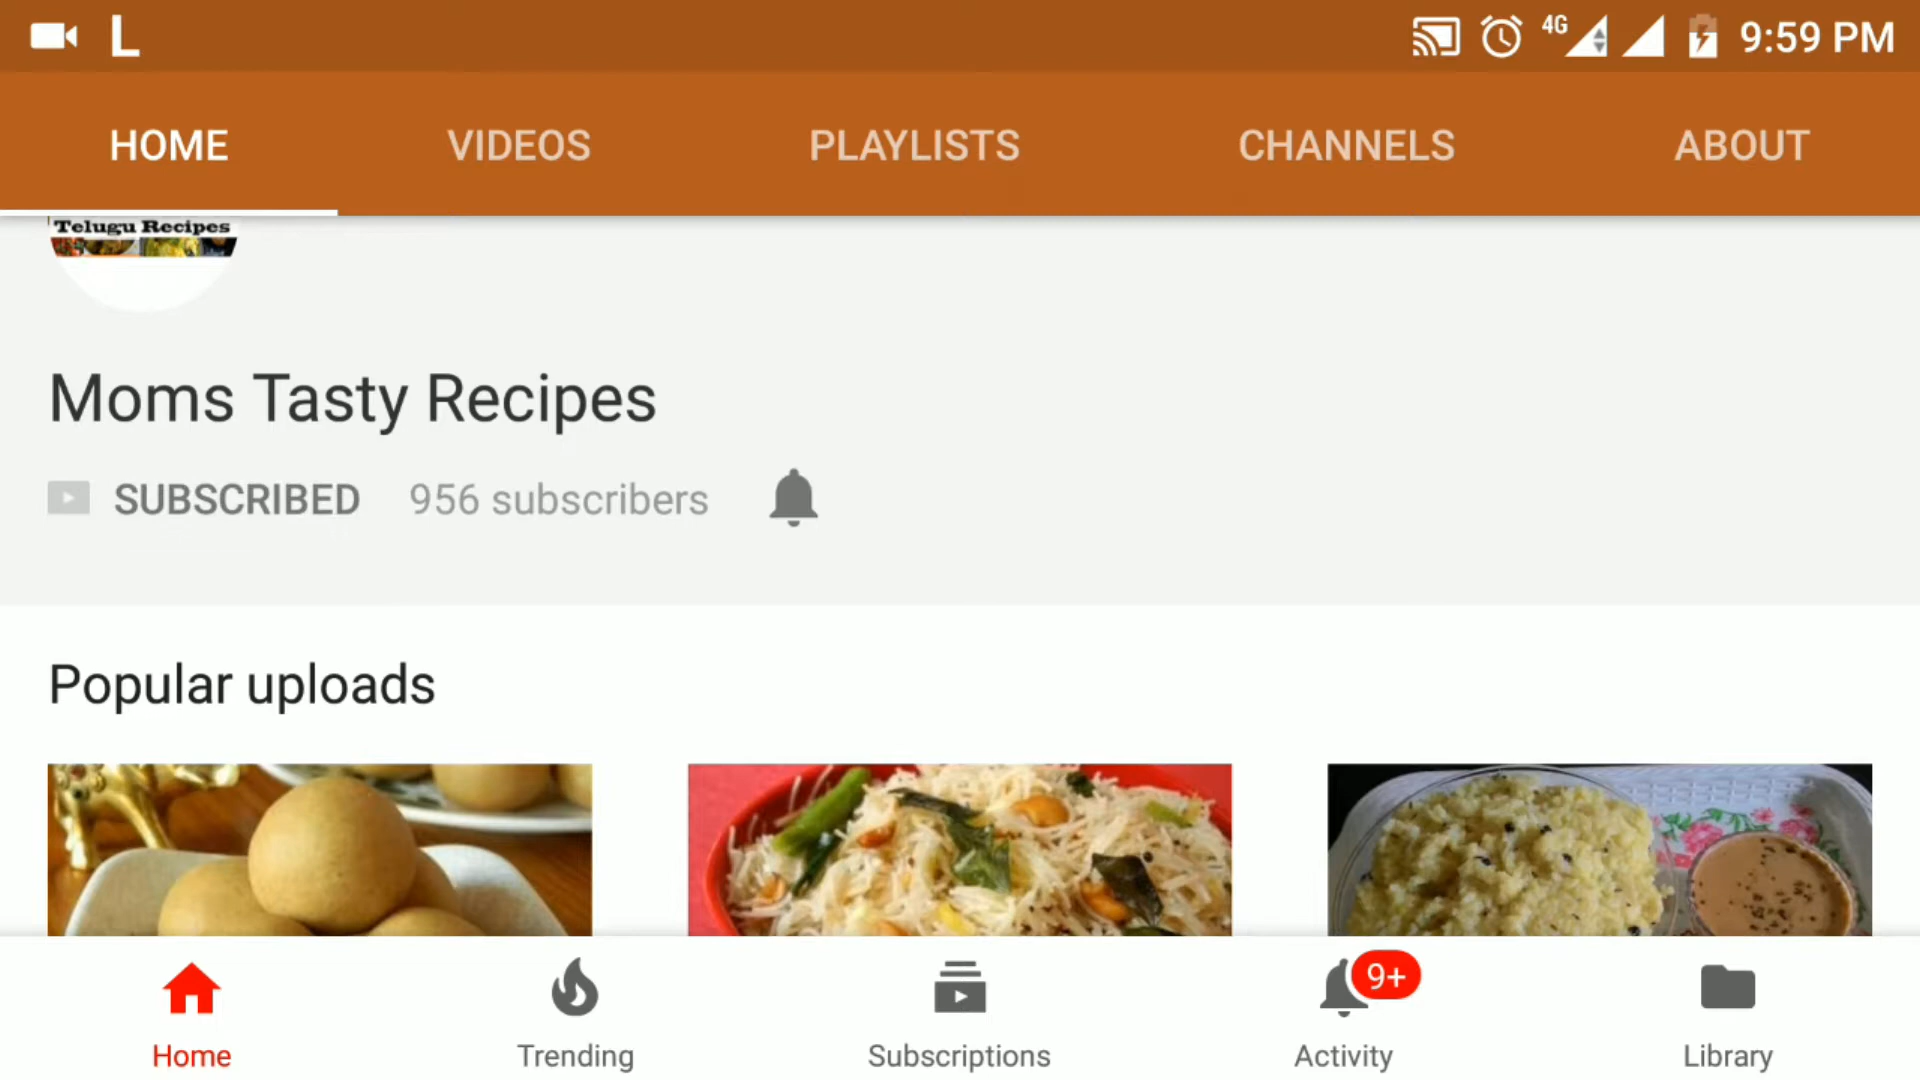 L 4G 9:59 PM
HOME VIDEOS PLAYLISTS CHANNELS ABOUT
Telugu Recipes
Moms Tasty Recipes
SUBSCRIBED 956 subscribers
Popular uploads
9+
Home Trending Subscriptions Activity Library